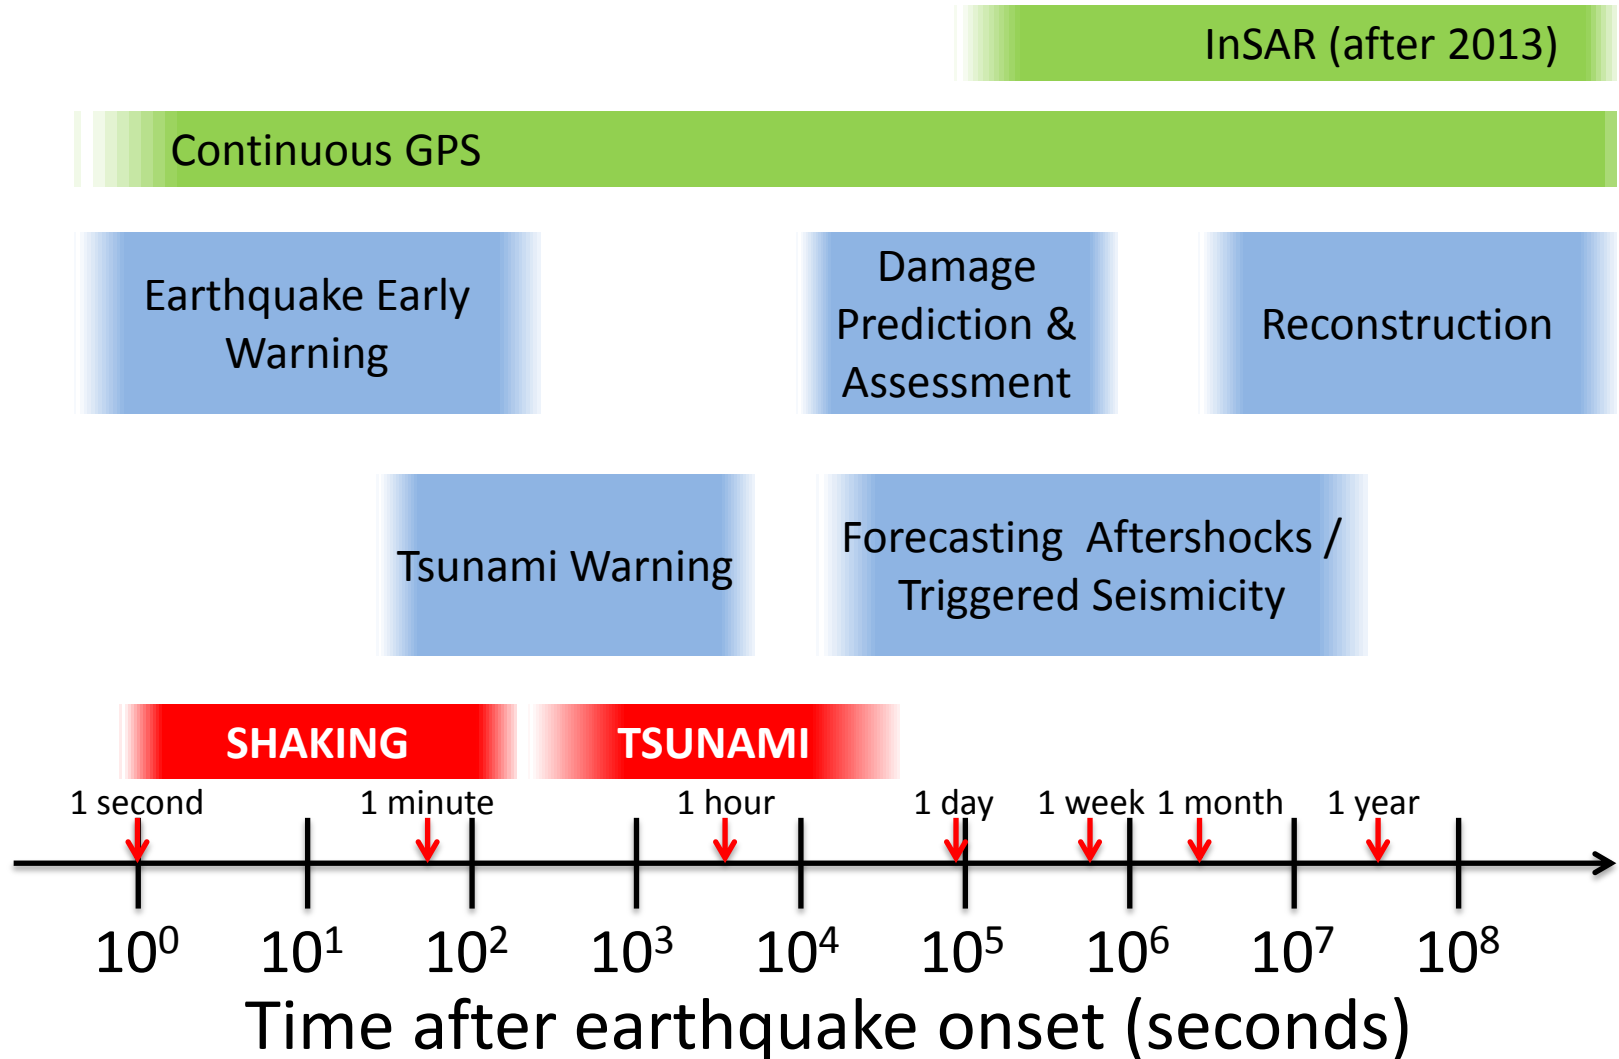 InSAR (after 2013)
Continuous GPS
Earthquake Early
Warning
Damage
Prediction &
Assessment
Reconstruction
Tsunami Warning
Forecasting  Aftershocks /
Triggered Seismicity
SHAKING
TSUNAMI
1 second
1 minute
1 hour
1 day
1 week
1 month
1 year
10⁰
10¹
10²
10³
10⁴
10⁵
10⁶
10⁷
10⁸
Time after earthquake onset (seconds)